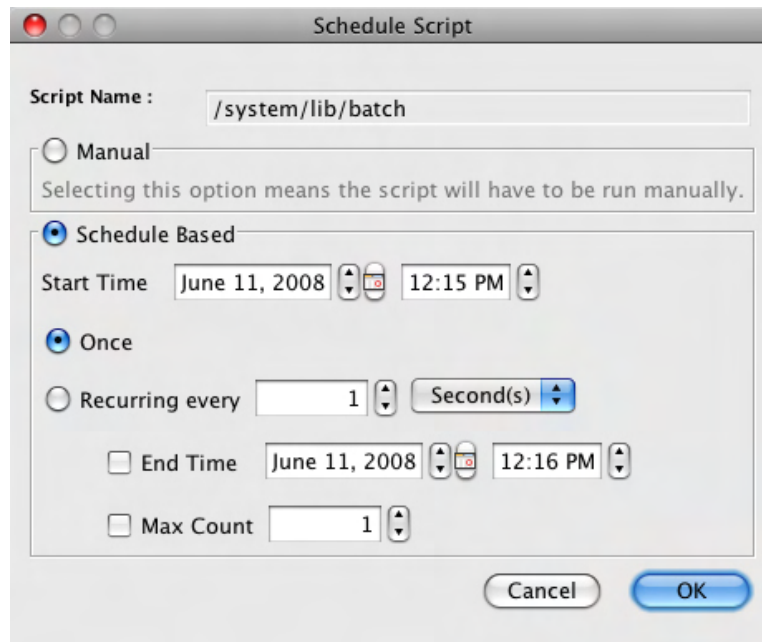 Schedule Script
Script Name :
/system/lib/batch
Manual
Selecting this option means the script will have to be run manually.
Schedule Based
Start Time June 11, 2008 12:15 PM
Once
Recurring every 1 Second(s)
End Time June 11, 2008 12:16 PM
Max Count 1
Cancel OK